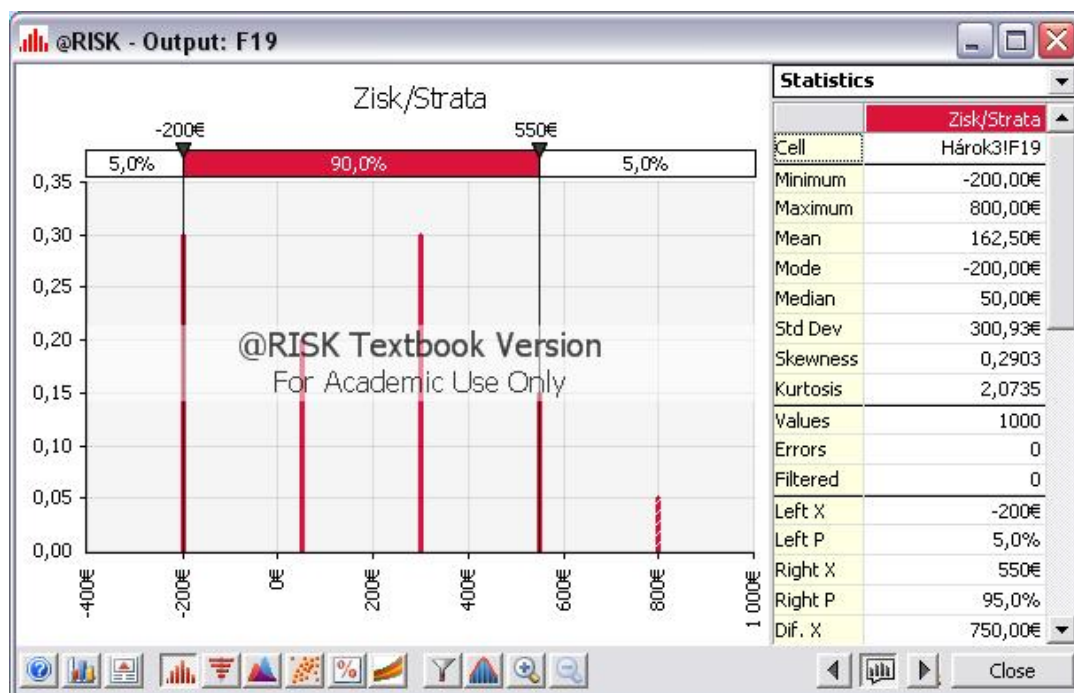 @RISK - Output: F19
Zisk/Strata
-200€ 550€
5,0% 90,0% 5,0%
0,35
0,30
0,25
0,20
0,15
0,10
0,05
0,00
-400€ -200€ 0€ 200€ 400€ 600€ 800€ 1 000€
@RISK Textbook Version
For Academic Use Only
Statistics
Zisk/Strata
Cell Hárok3!F19
Minimum -200,00€
Maximum 800,00€
Mean 162,50€
Mode -200,00€
Median 50,00€
Std Dev 300,93€
Skewness 0,2903
Kurtosis 2,0735
Values 1000
Errors 0
Filtered 0
Left X -200€
Left P 5,0%
Right X 550€
Right P 95,0%
Dif. X 750,00€
Close